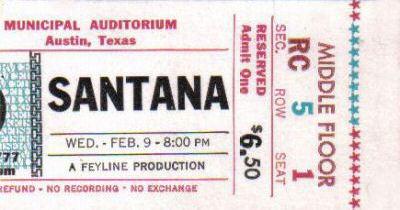 MUNICIPAL AUDITORIUM
Austin, Texas
SANTANA
WED. - FEB. 9 - 8:00 PM
A FEYLINE PRODUCTION
REFUND - NO RECORDING - NO EXCHANGE
777
RESERVED
Admit One
$6.50
SEC. ROW SEAT
RC 5 1
MIDDLE FLOOR